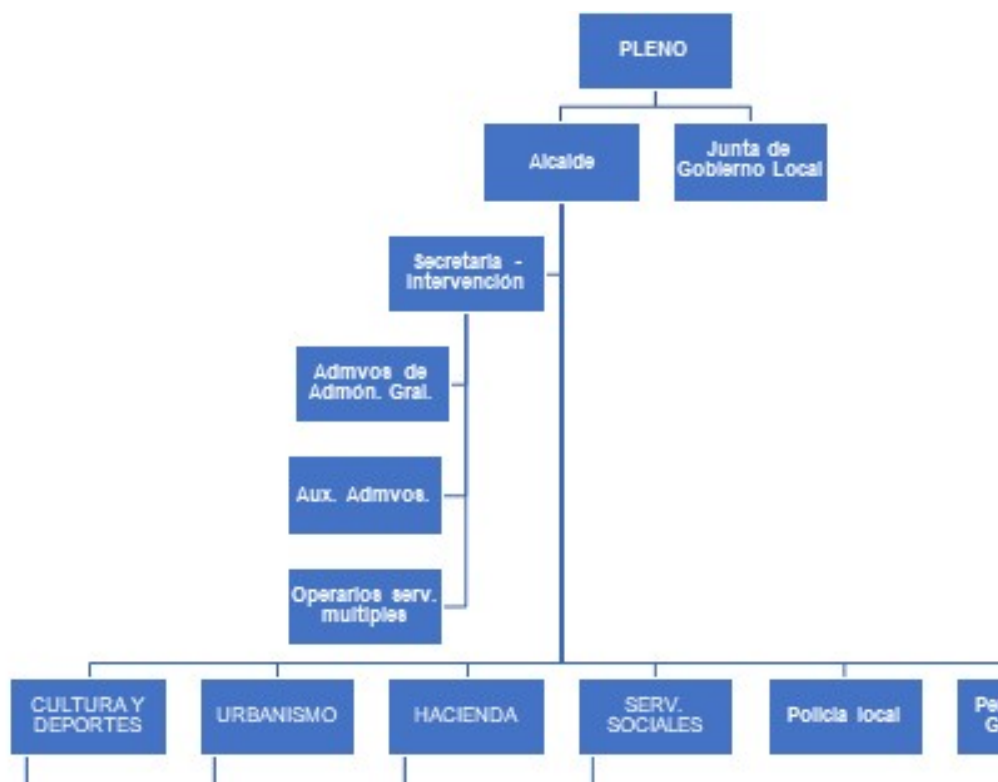 PLENO
Alcalde
Junta de
Gobierno Local
Secretaria -
Intervención
Admvos de
Admón. Gral.
Aux. Admvos.
Operarios serv.
multiples
CULTURA Y
DEPORTES
URBANISMO
HACIENDA
SERV.
SOCIALES
Policia local